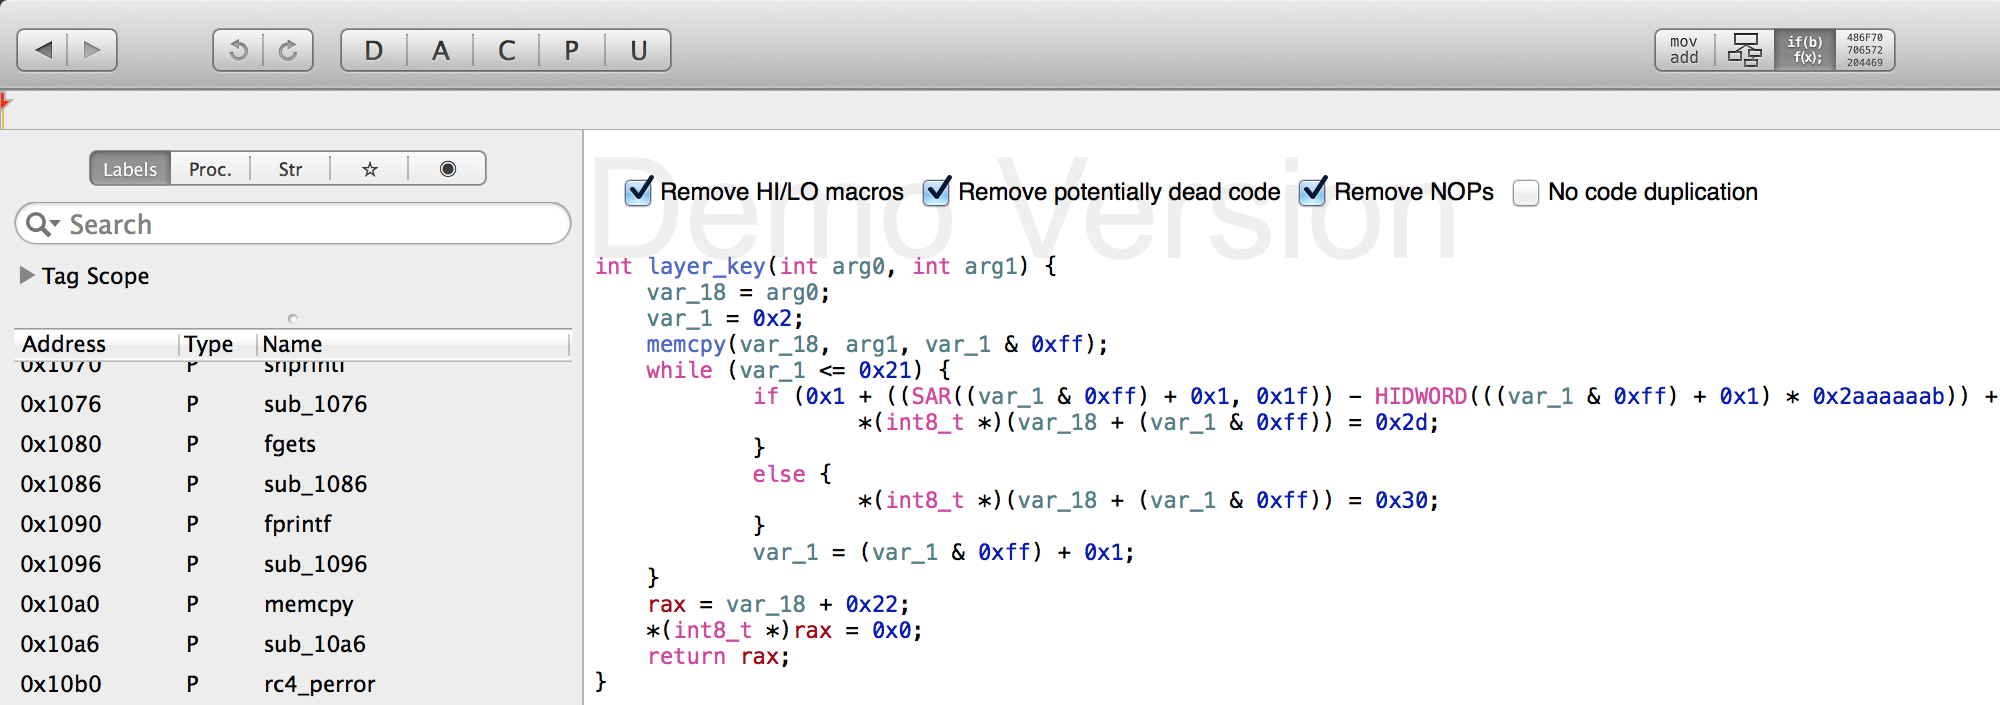 D A C P U
mov add
if(b) f(x);
486F70 706572 204469
Labels Proc. Str
Search
Tag Scope
Address Type Name
0x1070 P snprintf
0x1076 P sub_1076
0x1080 P fgets
0x1086 P sub_1086
0x1090 P fprintf
0x1096 P sub_1096
0x10a0 P memcpy
0x10a6 P sub_10a6
0x10b0 P rc4_perror
Demo Version
Remove HI/LO macros Remove potentially dead code Remove NOPs No code duplication
int layer_key(int arg0, int arg1) {
var_18 = arg0;
var_1 = 0x2;
memcpy(var_18, arg1, var_1 & 0xff);
while (var_1 <= 0x21) {
if (0x1 + ((SAR((var_1 & 0xff) + 0x1, 0x1f)) - HIDWORD(((var_1 & 0xff) + 0x1) * 0x2aaaaaab)) +
*(int8_t *)(var_18 + (var_1 & 0xff)) = 0x2d;
}
else {
*(int8_t *)(var_18 + (var_1 & 0xff)) = 0x30;
}
var_1 = (var_1 & 0xff) + 0x1;
}
rax = var_18 + 0x22;
*(int8_t *)rax = 0x0;
return rax;
}